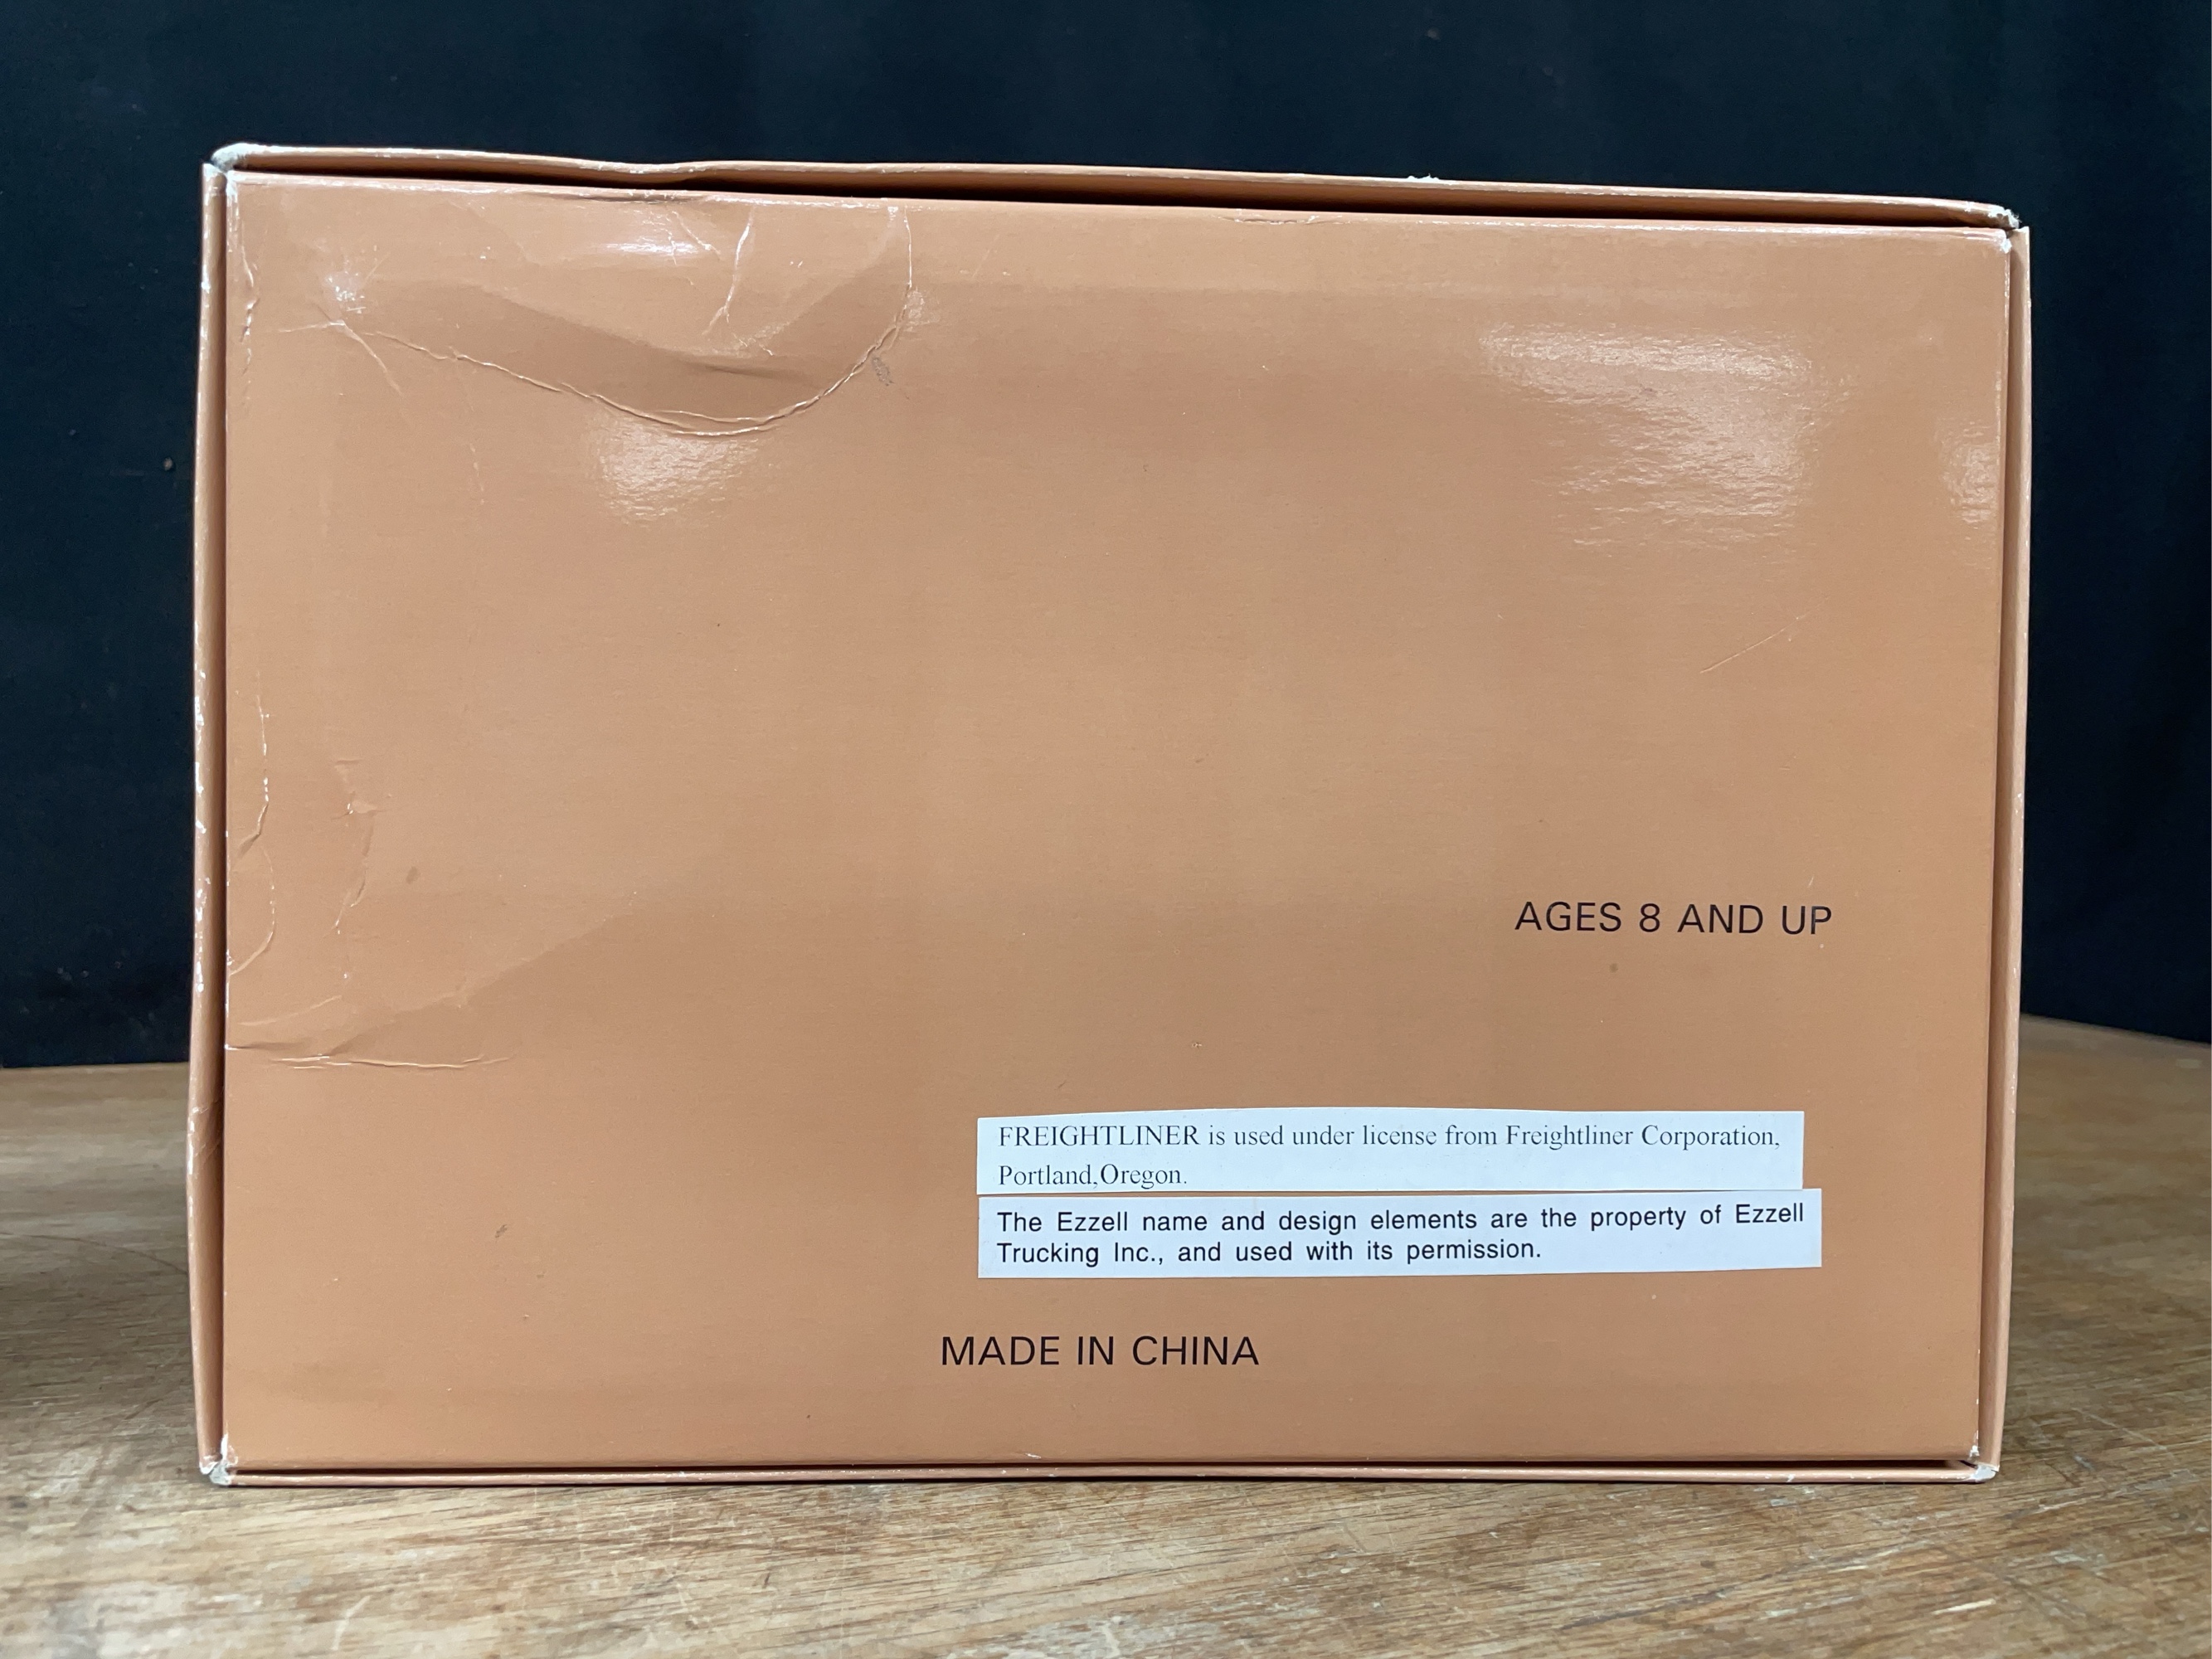 AGES 8 AND UP
FREIGHTLINER is used under license from Freightliner Corporation,
Portland,Oregon.
The Ezzell name and design elements are the property of Ezzell
Trucking Inc., and used with its permission.
MADE IN CHINA